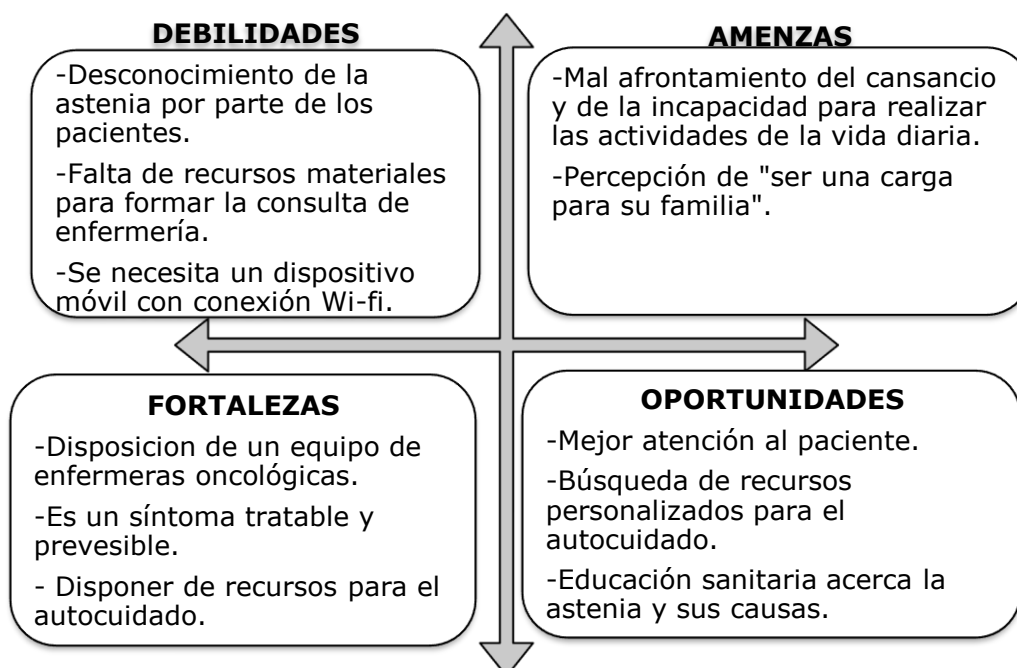 DEBILIDADES
-Desconocimiento de la
astenia por parte de los
pacientes.
-Falta de recursos materiales
para formar la consulta de
enfermería.
-Se necesita un dispositivo
móvil con conexión Wi-fi.
AMENZAS
-Mal afrontamiento del cansancio
y de la incapacidad para realizar
las actividades de la vida diaria.
-Percepción de "ser una carga
para su familia".
FORTALEZAS
-Disposicion de un equipo de
enfermeras oncológicas.
-Es un síntoma tratable y
prevesible.
- Disponer de recursos para el
autocuidado.
OPORTUNIDADES
-Mejor atención al paciente.
-Búsqueda de recursos
personalizados para el
autocuidado.
-Educación sanitaria acerca la
astenia y sus causas.